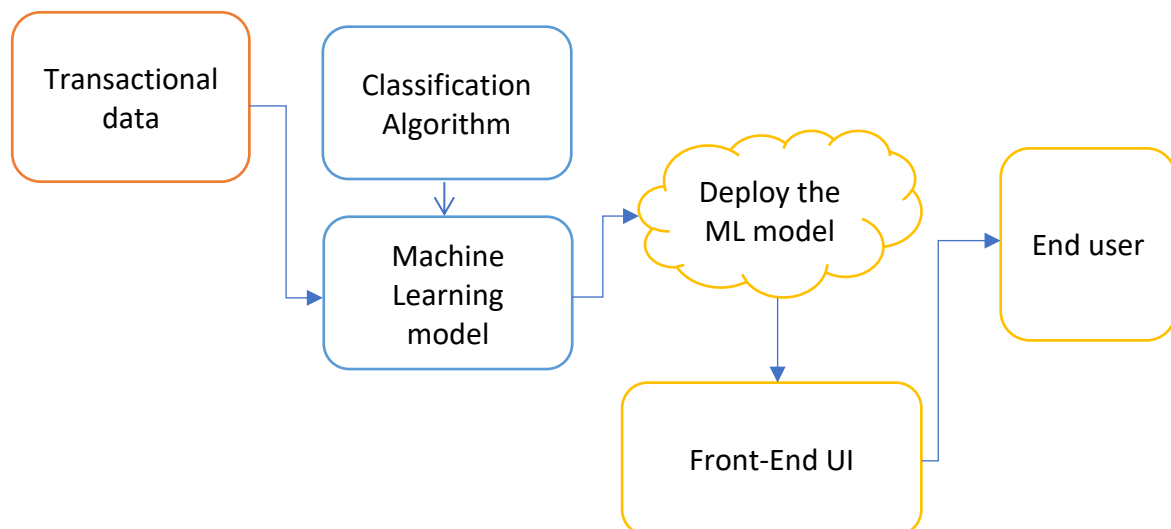 Transactional
data
Classification
Algorithm
Machine
Learning
model
Deploy the
ML model
Front-End UI
End user